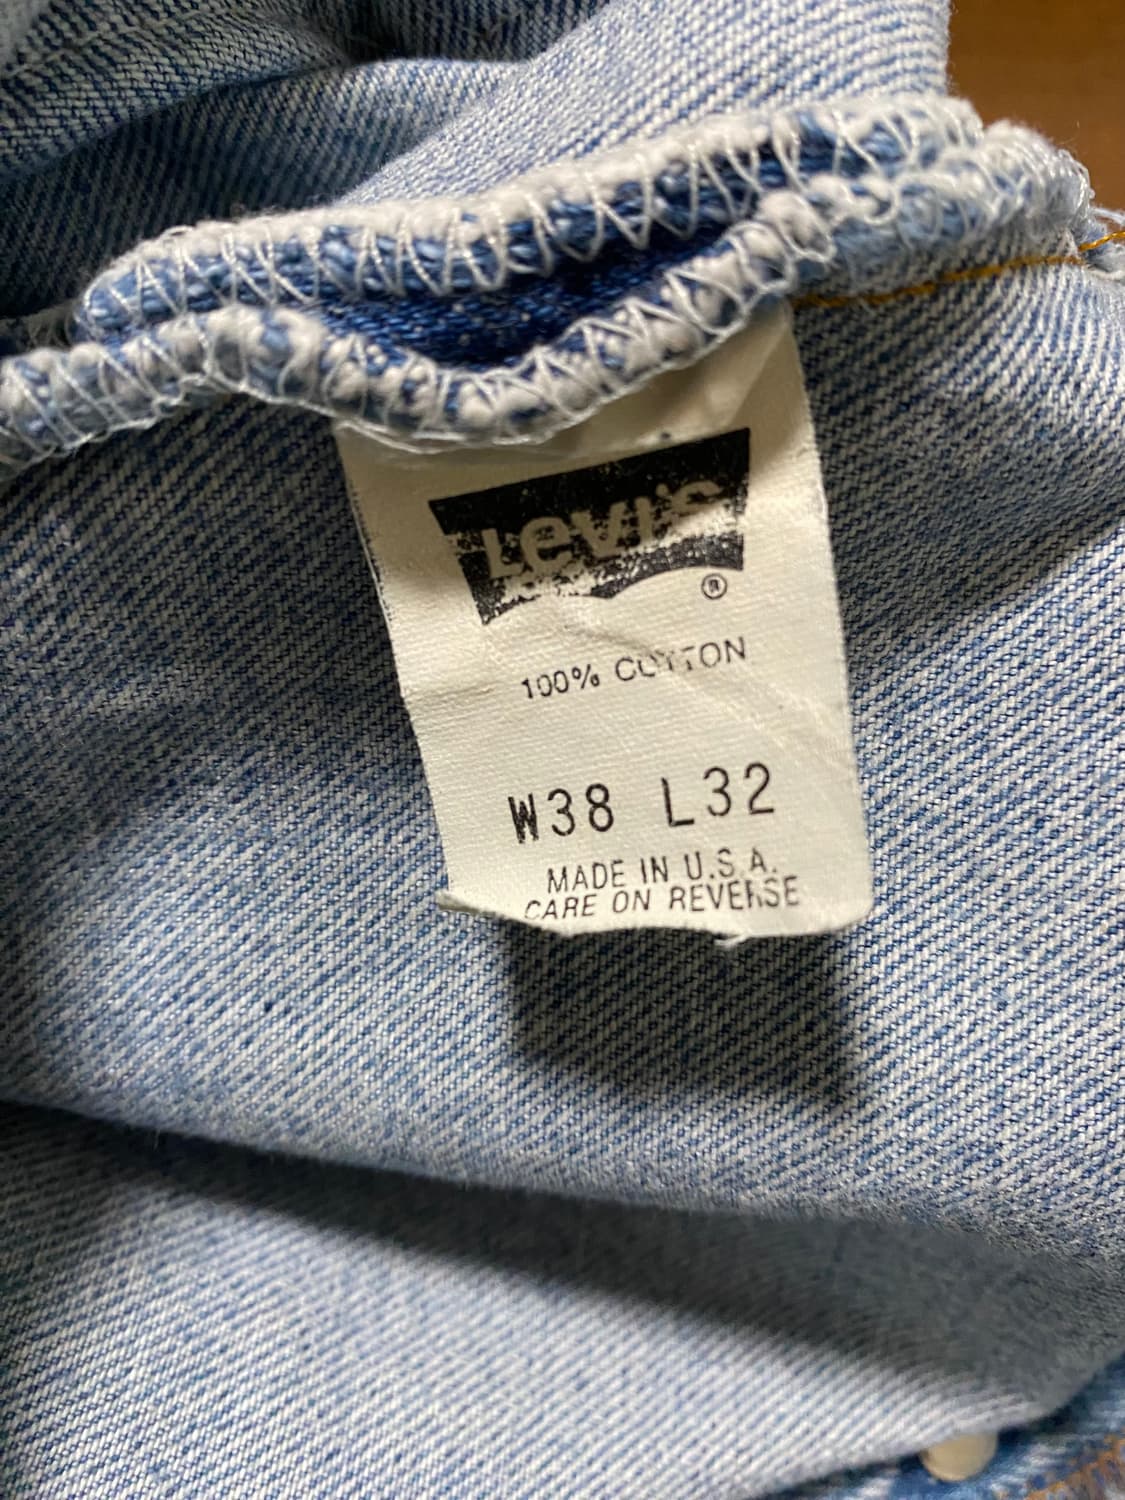 Levi's
®
100% COTTON
W38 L32
MADE IN U.S.A.
CARE ON REVERSE